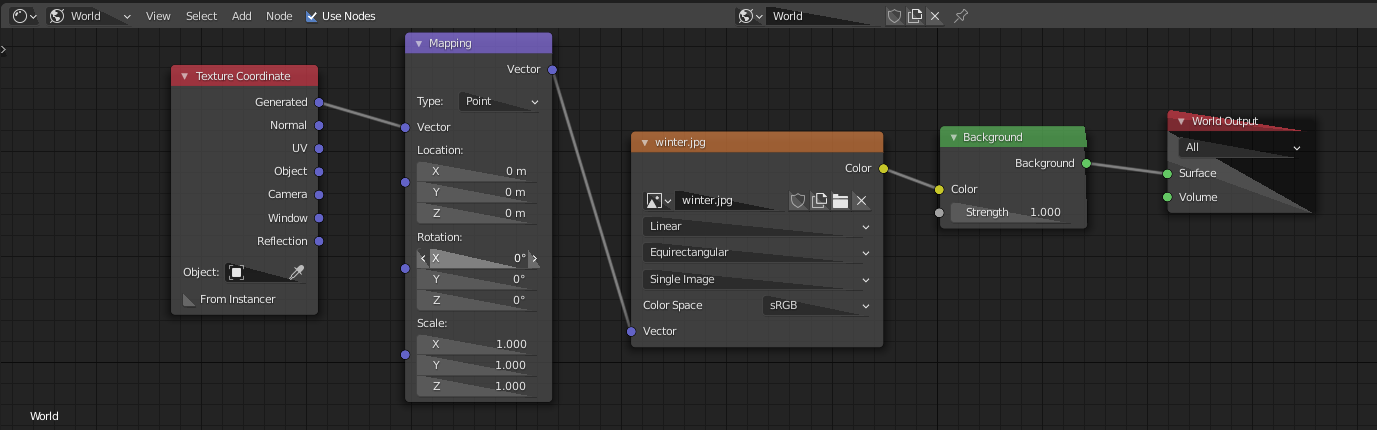 World View Select Add Node Use Nodes World
Mapping
Vector
Type: Point
Vector
Location:
X 0 m
Y 0 m
Z 0 m
Rotation:
X 0°
Y 0°
Z 0°
Scale:
X 1.000
Y 1.000
Z 1.000
Texture Coordinate
Generated
Normal
UV
Object
Camera
Window
Reflection
Object:
From Instancer
winter.jpg
Color
winter.jpg
Linear
Equirectangular
Single Image
Color Space sRGB
Vector
Background
Background
Color
Strength 1.000
World Output
All
Surface
Volume
World